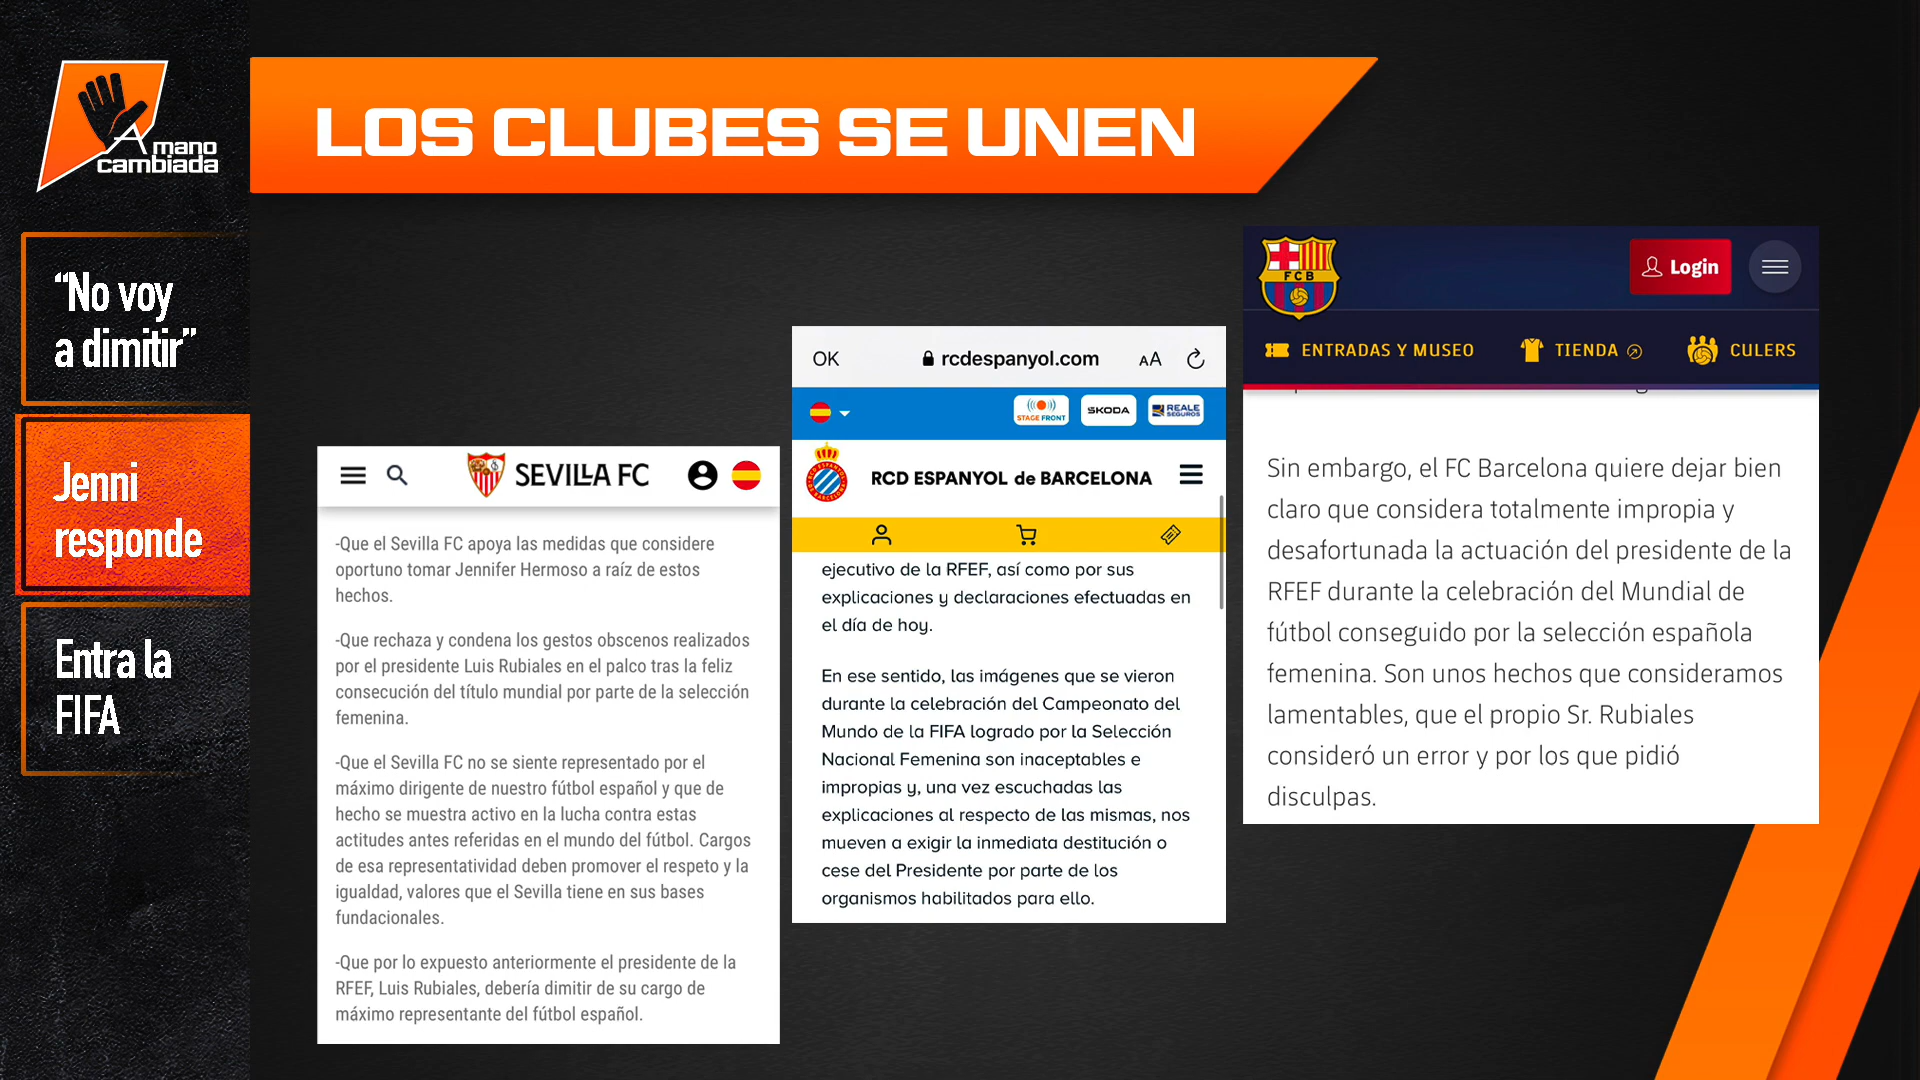 A mano
cambiada
LOS CLUBES SE UNEN
“No voy
a dimitir”
Jenni
responde
Entra la
FIFA
SEVILLA FC
-Que el Sevilla FC apoya las medidas que considere
oportuno tomar Jennifer Hermoso a raíz de estos
hechos.
-Que rechaza y condena los gestos obscenos realizados
por el presidente Luis Rubiales en el palco tras la feliz
consecución del título mundial por parte de la selección
femenina.
-Que el Sevilla FC no se siente representado por el
máximo dirigente de nuestro fútbol español y que de
hecho se muestra activo en la lucha contra estas
actitudes antes referidas en el mundo del fútbol. Cargos
de esa representatividad deben promover el respeto y la
igualdad, valores que el Sevilla tiene en sus bases
fundacionales.
-Que por lo expuesto anteriormente el presidente de la
RFEF, Luis Rubiales, debería dimitir de su cargo de
máximo representante del fútbol español.
OK rcdespanyol.com AA
STAGE FRONT SKODA REALE
SEGUROS
RCD ESPANYOL de BARCELONA
ejecutivo de la RFEF, así como por sus
explicaciones y declaraciones efectuadas en
el día de hoy.
En ese sentido, las imágenes que se vieron
durante la celebración del Campeonato del
Mundo de la FIFA logrado por la Selección
Nacional Femenina son inaceptables e
impropias y, una vez escuchadas las
explicaciones al respecto de las mismas, nos
mueven a exigir la inmediata destitución o
cese del Presidente por parte de los
organismos habilitados para ello.
FCB
Login
ENTRADAS Y MUSEO TIENDA CULERS
Sin embargo, el FC Barcelona quiere dejar bien
claro que considera totalmente impropia y
desafortunada la actuación del presidente de la
RFEF durante la celebración del Mundial de
fútbol conseguido por la selección española
femenina. Son unos hechos que consideramos
lamentables, que el propio Sr. Rubiales
consideró un error y por los que pidió
disculpas.